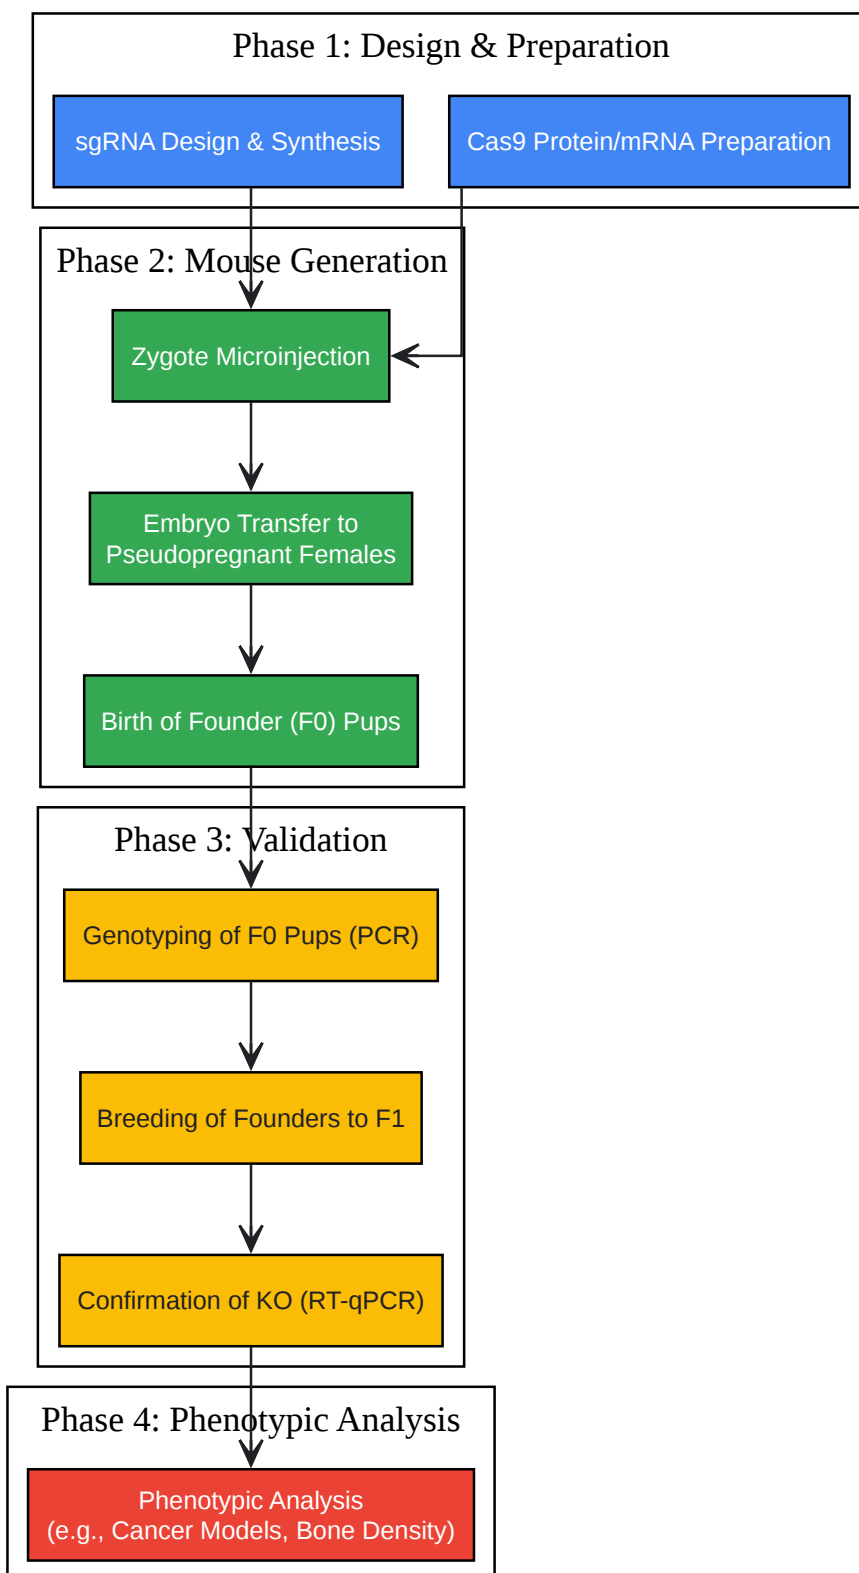 Phase 1: Design & Preparation
sgRNA Design & Synthesis
Cas9 Protein/mRNA Preparation
Phase 2: Mouse Generation
Zygote Microinjection
Embryo Transfer to
Pseudopregnant Females
Birth of Founder (F0) Pups
Phase 3: Validation
Genotyping of F0 Pups (PCR)
Breeding of Founders to F1
Confirmation of KO (RT-qPCR)
Phase 4: Phenotypic Analysis
Phenotypic Analysis
(e.g., Cancer Models, Bone Density)